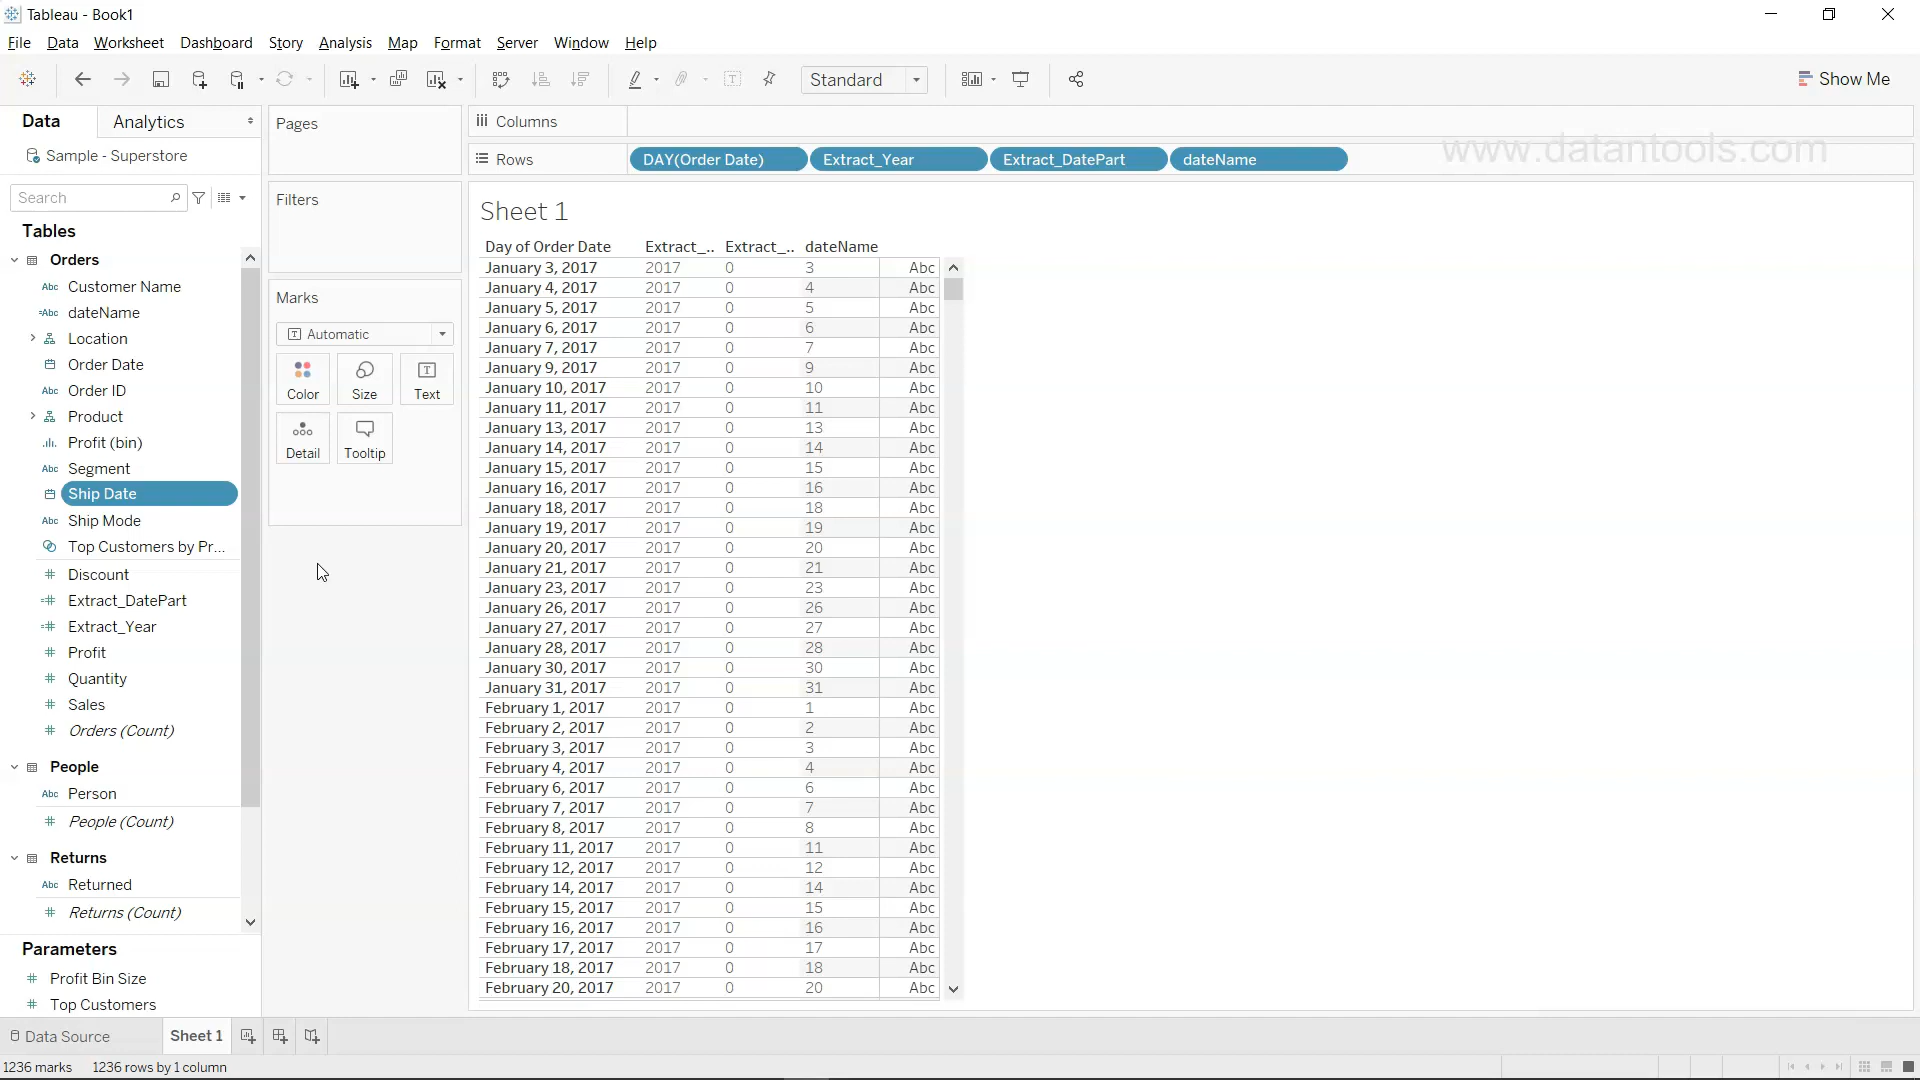 Tableau - Book1
File Data Worksheet Dashboard Story Analysis Map Format Server Window Help
Standard
Show Me
Data
Analytics
Sample - Superstore
Search
Tables
Orders
Abc Customer Name
=Abc dateName
Location
Order Date
Abc Order ID
Product
Profit (bin)
Abc Segment
Ship Date
Abc Ship Mode
Top Customers by Pr...
# Discount
=# Extract_DatePart
=# Extract_Year
# Profit
# Quantity
# Sales
# Orders (Count)
People
Abc Person
# People (Count)
Returns
Abc Returned
# Returns (Count)
Parameters
# Profit Bin Size
# Top Customers
Pages
Filters
Marks
T Automatic
Color
Size
T
Text
Detail
Tooltip
Columns
Rows
DAY(Order Date) Extract_Year Extract_DatePart dateName
www.datantools.com
Sheet 1
Day of Order Date Extract_.. Extract_.. dateName
January 3, 2017 2017 0 3 Abc
January 4, 2017 2017 0 4 Abc
January 5, 2017 2017 0 5 Abc
January 6, 2017 2017 0 6 Abc
January 7, 2017 2017 0 7 Abc
January 9, 2017 2017 0 9 Abc
January 10, 2017 2017 0 10 Abc
January 11, 2017 2017 0 11 Abc
January 13, 2017 2017 0 13 Abc
January 14, 2017 2017 0 14 Abc
January 15, 2017 2017 0 15 Abc
January 16, 2017 2017 0 16 Abc
January 18, 2017 2017 0 18 Abc
January 19, 2017 2017 0 19 Abc
January 20, 2017 2017 0 20 Abc
January 21, 2017 2017 0 21 Abc
January 23, 2017 2017 0 23 Abc
January 26, 2017 2017 0 26 Abc
January 27, 2017 2017 0 27 Abc
January 28, 2017 2017 0 28 Abc
January 30, 2017 2017 0 30 Abc
January 31, 2017 2017 0 31 Abc
February 1, 2017 2017 0 1 Abc
February 2, 2017 2017 0 2 Abc
February 3, 2017 2017 0 3 Abc
February 4, 2017 2017 0 4 Abc
February 6, 2017 2017 0 6 Abc
February 7, 2017 2017 0 7 Abc
February 8, 2017 2017 0 8 Abc
February 11, 2017 2017 0 11 Abc
February 12, 2017 2017 0 12 Abc
February 14, 2017 2017 0 14 Abc
February 15, 2017 2017 0 15 Abc
February 16, 2017 2017 0 16 Abc
February 17, 2017 2017 0 17 Abc
February 18, 2017 2017 0 18 Abc
February 20, 2017 2017 0 20 Abc
Data Source
Sheet 1
1236 marks 1236 rows by 1 column